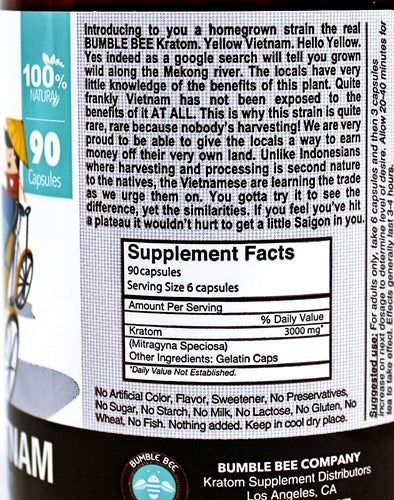 100%
NATURAL
90
Capsules
Introducing to you a homegrown strain the real
BUMBLE BEE Kratom. Yellow Vietnam. Hello Yellow.
Yes indeed as a google search will tell you grown
wild along the Mekong river. The locals have very
little knowledge of the benefits of this plant. Quite
frankly Vietnam has not been exposed to the
benefits of it AT ALL. This is why this strain is quite
rare, rare because nobody's harvesting! We are very
proud to be able to give the locals a way to earn
money off their very own land. Unlike Indonesians
where harvesting and processing is second nature
to the natives, the Vietnamese are learning the trade
as we urge them on. You gotta try it to see the
difference, yet the similarities. If you feel you've hit
a plateau it wouldn't hurt to get a little Saigon in you.
Supplement Facts
90capsules
Serving Size 6 capsules
Amount Per Serving
% Daily Value
Kratom 3000 mg*
(Mitragyna Speciosa)
Other Ingredients: Gelatin Caps
*Daily Value Not Established.
No Artificial Color, Flavor, Sweetener, No Preservatives,
No Sugar, No Starch, No Milk, No Lactose, No Gluten, No
Wheat, No Fish. Nothing added. Keep in cool dry place.
Suggested use: For adults only, take 6 capsules and then 3 capsules
increase on next dosage to determine level of desire. Allow 20-40 minutes for
tea to take effect. Effects generally last 3-4 hours.
NAM
BUMBLE BEE
BUMBLE BEE COMPANY
Kratom Supplement Distributors
Los Angeles, CA